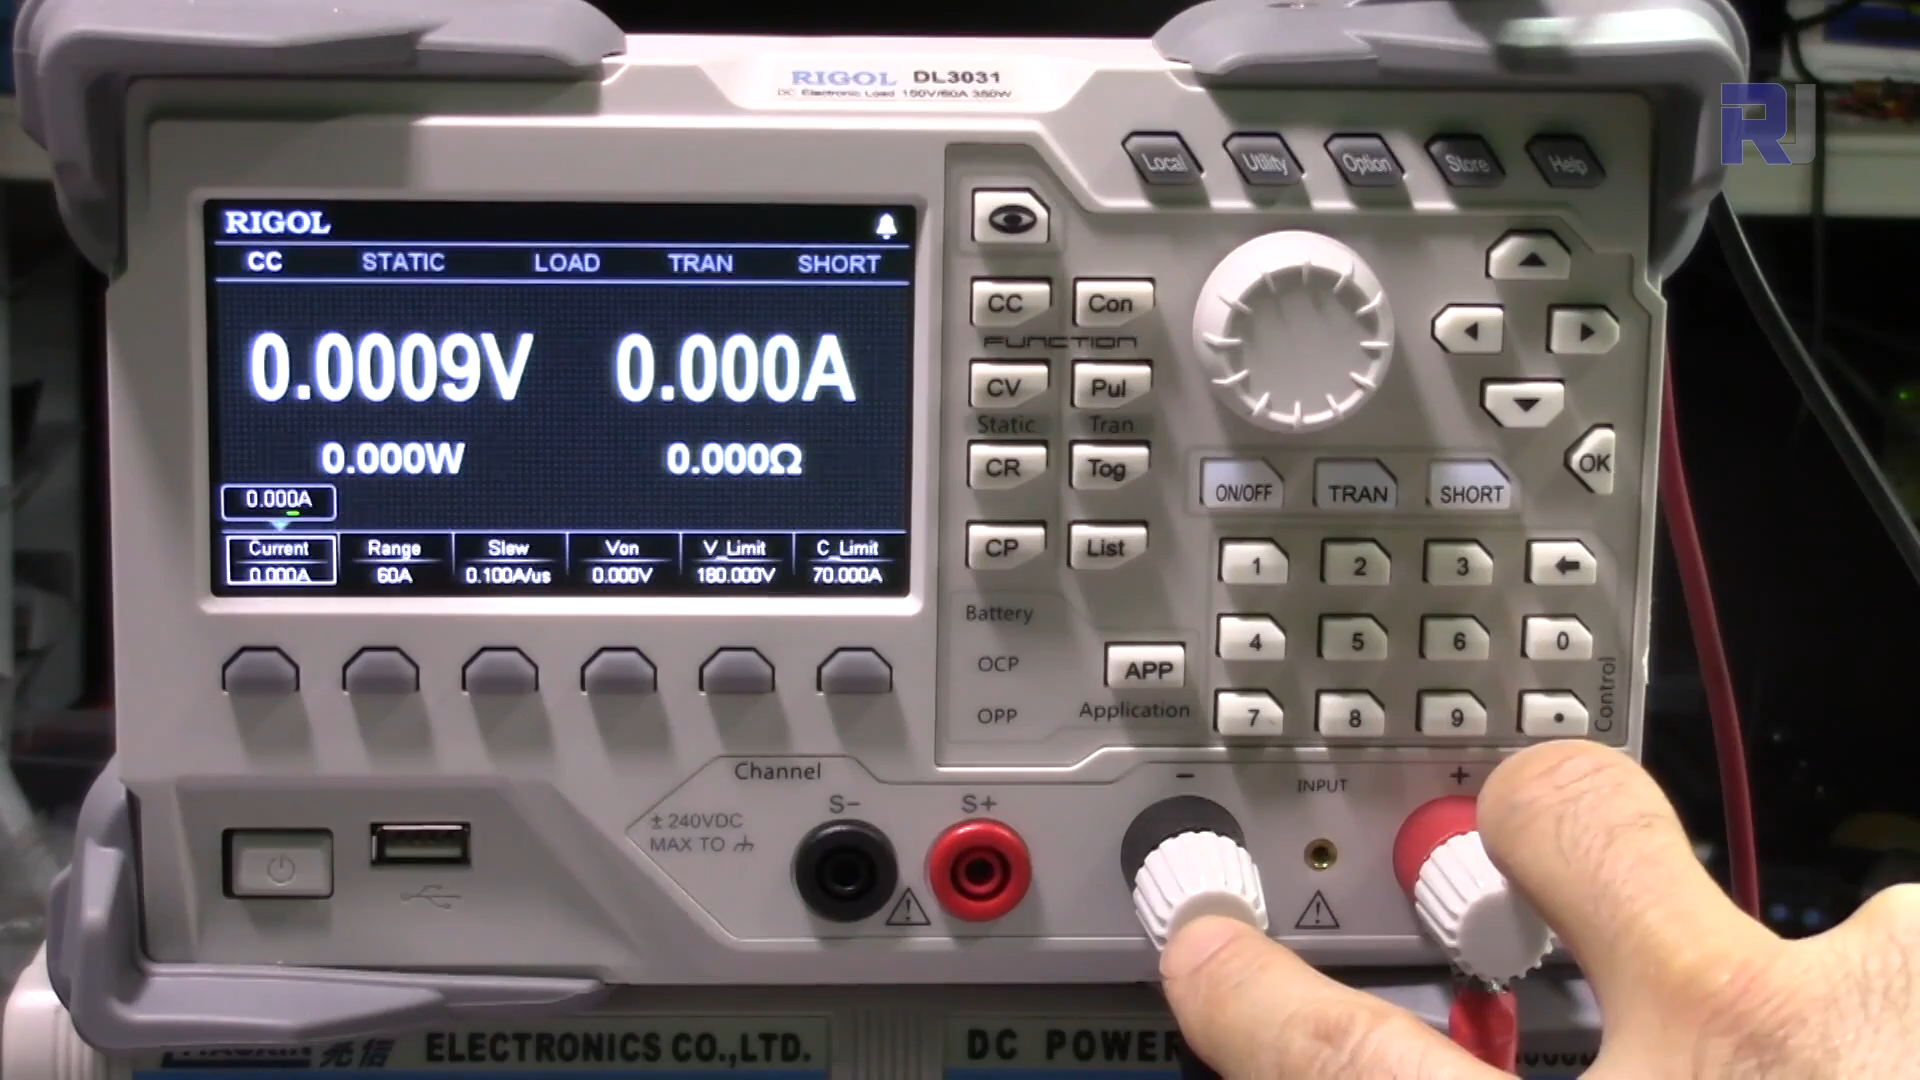 RIGOL DL3031
DC Electronic Load 150V/60A 350W
RJ
Local Utility Option Store Help
RIGOL
CC STATIC LOAD TRAN SHORT
0.0009V 0.000A
0.000W 0.000Ω
0.000A
Current Range Slew Von V_Limit C_Limit
0.000A 60A 0.100A/us 0.000V 180.000V 70.000A
CC Con
FUNCTION
CV Pul
Static Tran
CR Tog
CP List
Battery
OCP
OPP
APP
Application
OK
ON/OFF TRAN SHORT
1 2 3
4 5 6 0
7 8 9 •
Control
Channel
S- S+
± 240VDC
MAX TO
- INPUT +
ELECTRONICS CO.,LTD.
DC POWER